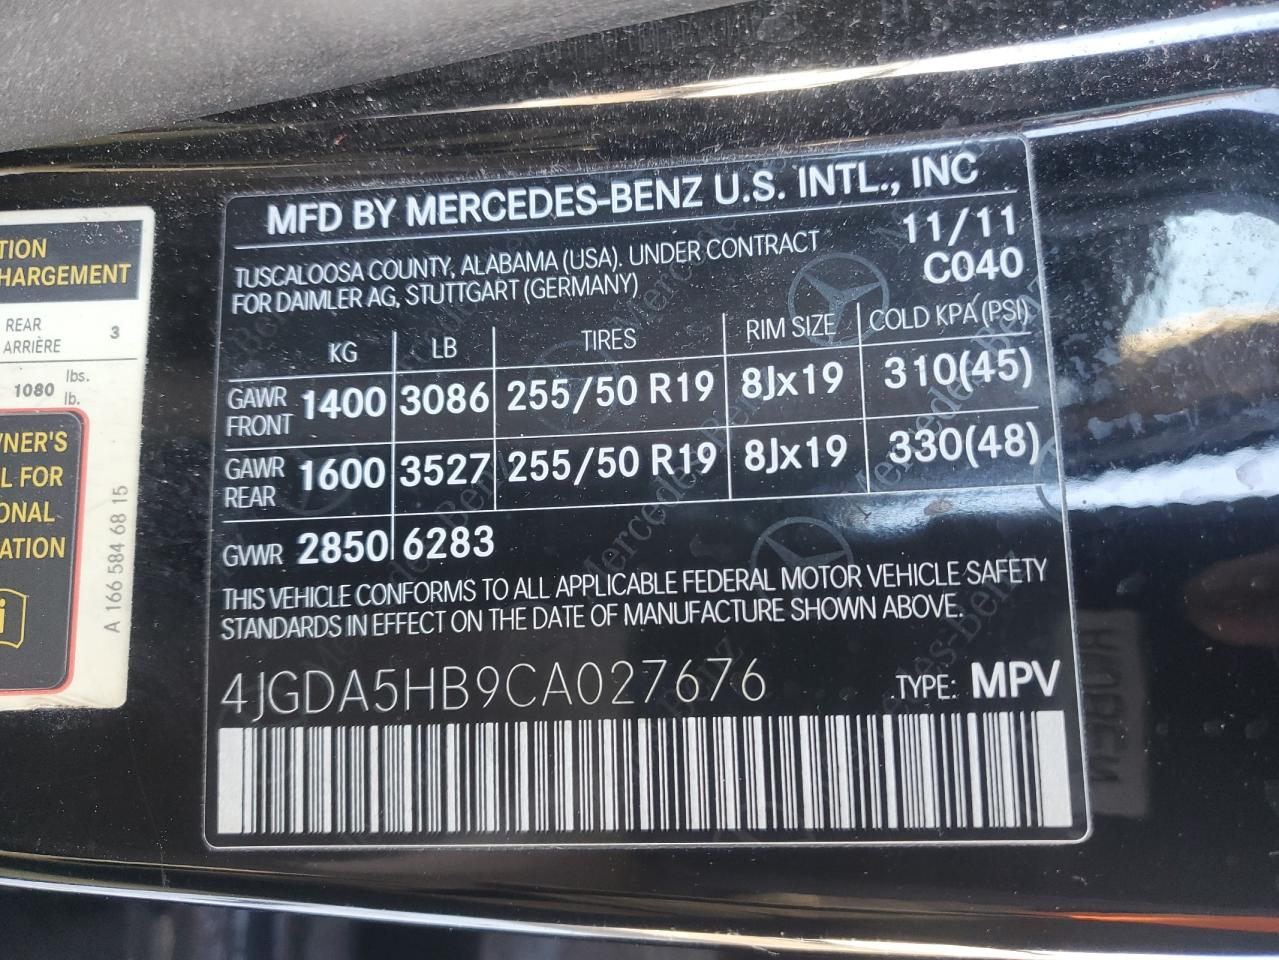 TION
HARGEMENT
REAR
ARRIÈRE 3
1080 lbs.
lb.
NER'S
L FOR
ONAL
ATION
i
A 166 584 68 15
MFD BY MERCEDES-BENZ U.S. INTL., INC
TUSCALOOSA COUNTY, ALABAMA (USA). UNDER CONTRACT 11/11
FOR DAIMLER AG, STUTTGART (GERMANY) C040
KG LB TIRES RIM SIZE COLD KPA (PSI)
GAWR FRONT 1400 3086 255/50 R19 8Jx19 310(45)
GAWR REAR 1600 3527 255/50 R19 8Jx19 330(48)
GVWR 2850 6283
THIS VEHICLE CONFORMS TO ALL APPLICABLE FEDERAL MOTOR VEHICLE SAFETY
STANDARDS IN EFFECT ON THE DATE OF MANUFACTURE SHOWN ABOVE.
4JGDA5HB9CA027676 TYPE: MPV